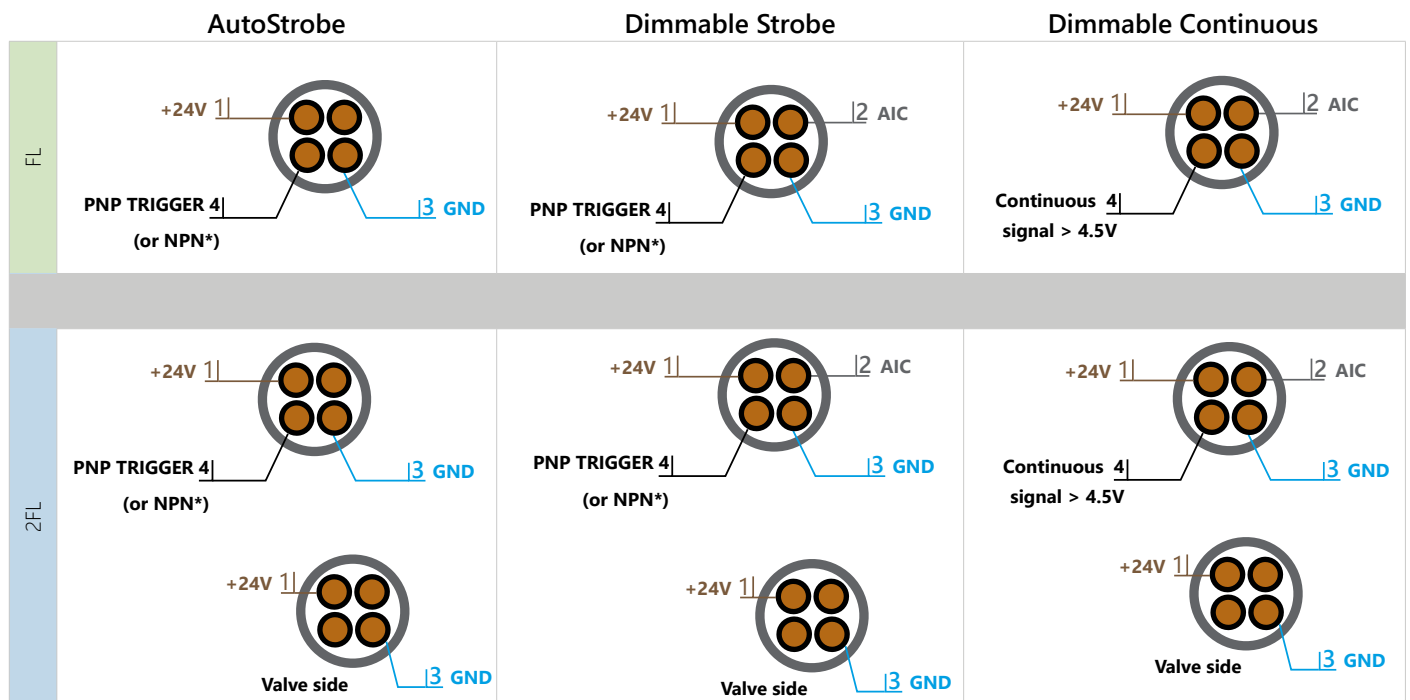 AutoStrobe
Dimmable Strobe
Dimmable Continuous
FL
+24V 1
PNP TRIGGER 4
(or NPN*)
3 GND
+24V 1
2 AIC
PNP TRIGGER 4
(or NPN*)
3 GND
+24V 1
2 AIC
Continuous 4
signal > 4.5V
3 GND
2FL
+24V 1
PNP TRIGGER 4
(or NPN*)
3 GND
+24V 1
2 AIC
PNP TRIGGER 4
(or NPN*)
3 GND
+24V 1
2 AIC
Continuous 4
signal > 4.5V
3 GND
+24V 1
3 GND
Valve side
+24V 1
3 GND
Valve side
+24V 1
3 GND
Valve side